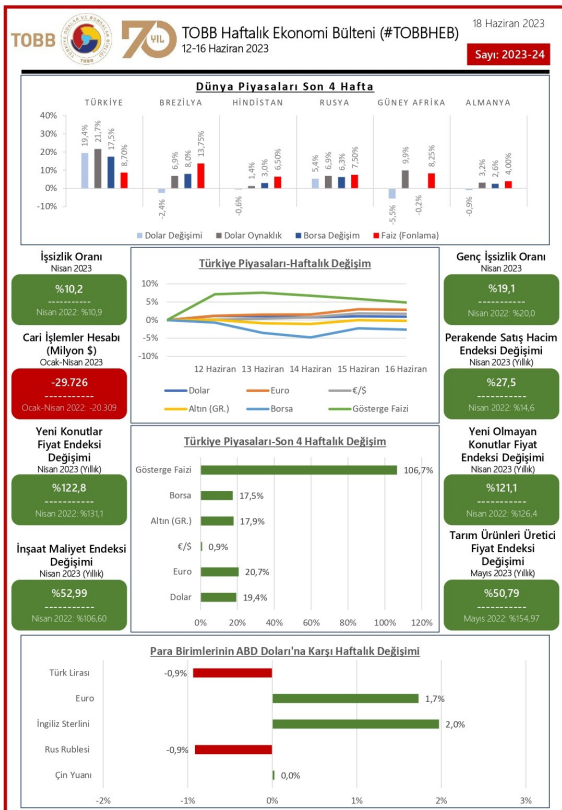 TOBB
TÜRKİYE ODALAR VE BORSALAR BİRLİĞİ
TOBB
70 YIL
TOBB Haftalık Ekonomi Bülteni (#TOBBHEB)
12-16 Haziran 2023
18 Haziran 2023
Sayı: 2023-24
Dünya Piyasaları Son 4 Hafta
TÜRKİYE BREZİLYA HİNDİSTAN RUSYA GÜNEY AFRİKA ALMANYA
40%
30%
20%
10%
0%
-10%
19,4% 21,7% 17,5% 8,70%
-2,4% 6,9% 8,0% 13,75%
-0,6% 1,4% 3,0% 6,50%
5,4% 6,9% 6,3% 7,50%
-5,5% 9,9% -0,2% 8,25%
-0,9% 3,2% 2,6% 4,00%
Dolar Değişimi Dolar Oynaklık Borsa Değişim Faiz (Fonlama)
İşsizlik Oranı
Nisan 2023
%10,2
-----------
Nisan 2022: %10,9
Cari İşlemler Hesabı
(Milyon $)
Ocak-Nisan 2023
-29.726
-----------
Ocak-Nisan 2022: -20.309
Yeni Konutlar
Fiyat Endeksi
Değişimi
Nisan 2023 (Yıllık)
%122,8
-----------
Nisan 2022: %131,1
İnşaat Maliyet Endeksi
Değişimi
Nisan 2023 (Yıllık)
%52,99
-----------
Nisan 2022: %106,60
Türkiye Piyasaları-Haftalık Değişim
10%
5%
0%
-5%
-10%
12 Haziran 13 Haziran 14 Haziran 15 Haziran 16 Haziran
Dolar Euro €/$
Altın (GR.) Borsa Gösterge Faizi
Türkiye Piyasaları-Son 4 Haftalık Değişim
Gösterge Faizi 106,7%
Borsa 17,5%
Altın (GR.) 17,9%
€/$ 0,9%
Euro 20,7%
Dolar 19,4%
0% 20% 40% 60% 80% 100% 120%
Genç İşsizlik Oranı
Nisan 2023
%19,1
-----------
Nisan 2022: %20,0
Perakende Satış Hacim
Endeksi Değişimi
Nisan 2023 (Yıllık)
%27,5
-----------
Nisan 2022: %14,6
Yeni Olmayan
Konutlar Fiyat
Endeksi Değişimi
Nisan 2023 (Yıllık)
%121,1
-----------
Nisan 2022: %126,4
Tarım Ürünleri Üretici
Fiyat Endeksi
Değişimi
Mayıs 2023 (Yıllık)
%50,79
-----------
Mayıs 2022: %154,97
Para Birimlerinin ABD Doları'na Karşı Haftalık Değişimi
Türk Lirası -0,9%
Euro 1,7%
İngiliz Sterlini 2,0%
Rus Rublesi -0,9%
Çin Yuanı 0,0%
-2% -1% 0% 1% 2% 3%